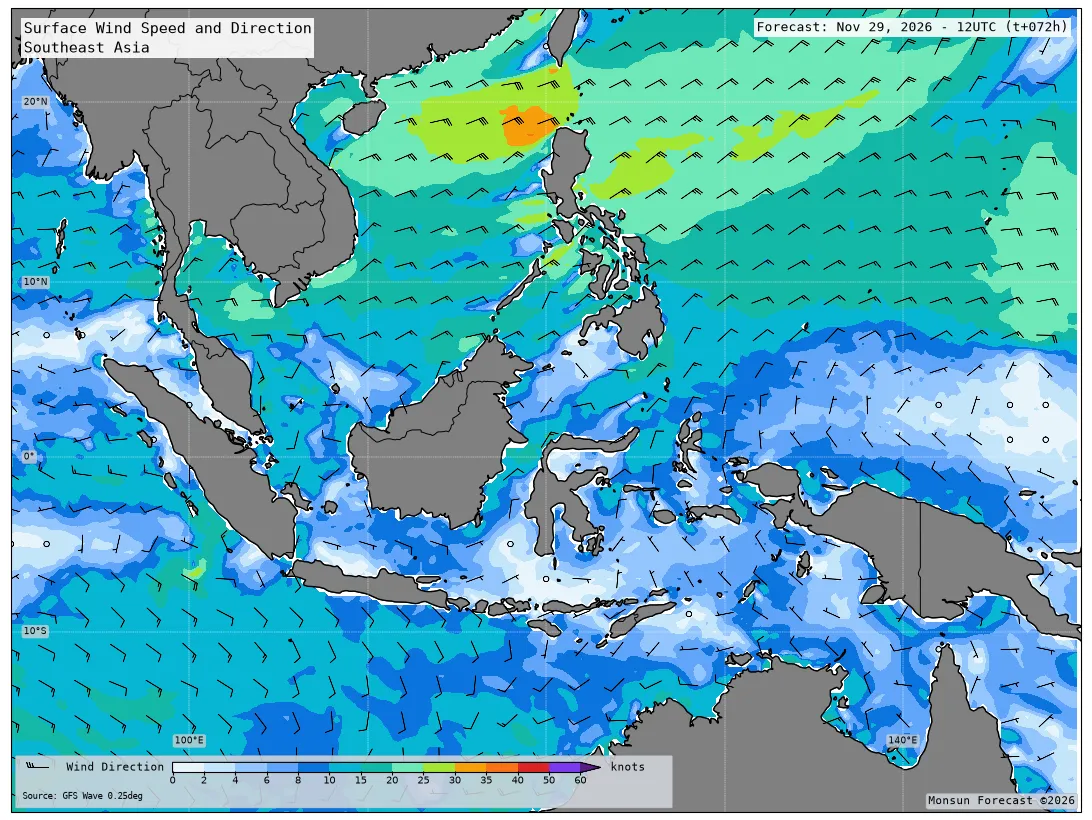 Surface Wind Speed and Direction
Southeast Asia
Forecast: Nov 29, 2026 - 12UTC (t+072h)
20°N
10°N
0°
10°S
100°E
140°E
Wind Direction
0 2 4 6 8 10 15 20 25 30 35 40 50 60
knots
Source: GFS Wave 0.25deg
Monsun Forecast ©2026